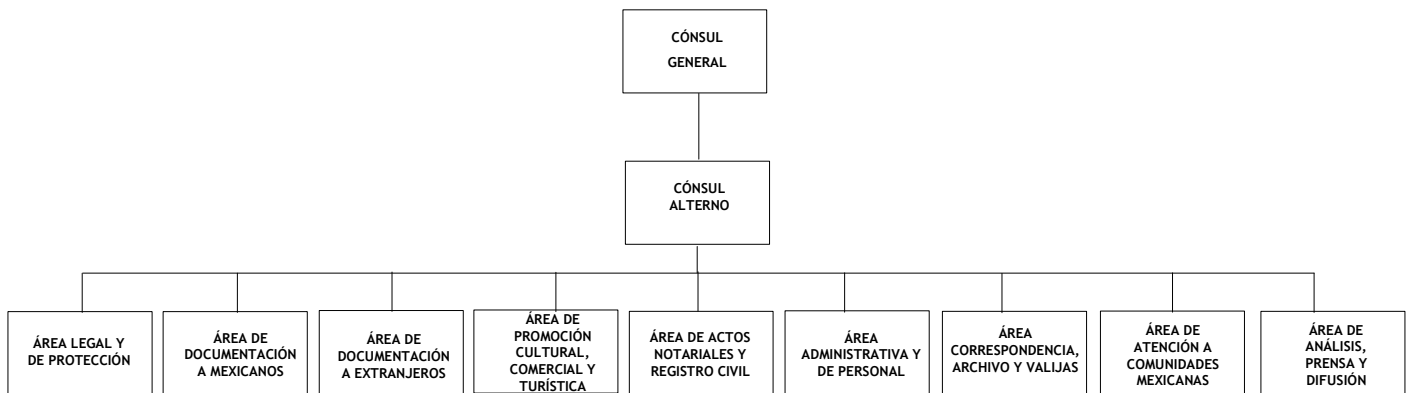 CÓNSUL
GENERAL
CÓNSUL
ALTERNO
ÁREA LEGAL Y
DE PROTECCIÓN
ÁREA DE
DOCUMENTACIÓN
A MEXICANOS
ÁREA DE
DOCUMENTACIÓN
A EXTRANJEROS
ÁREA DE
PROMOCIÓN
CULTURAL,
COMERCIAL Y
TURÍSTICA
ÁREA DE ACTOS
NOTARIALES Y
REGISTRO CIVIL
ÁREA
ADMINISTRATIVA Y
DE PERSONAL
ÁREA
CORRESPONDENCIA,
ARCHIVO Y VALIJAS
ÁREA DE
ATENCIÓN A
COMUNIDADES
MEXICANAS
ÁREA DE
ANÁLISIS,
PRENSA Y
DIFUSIÓN